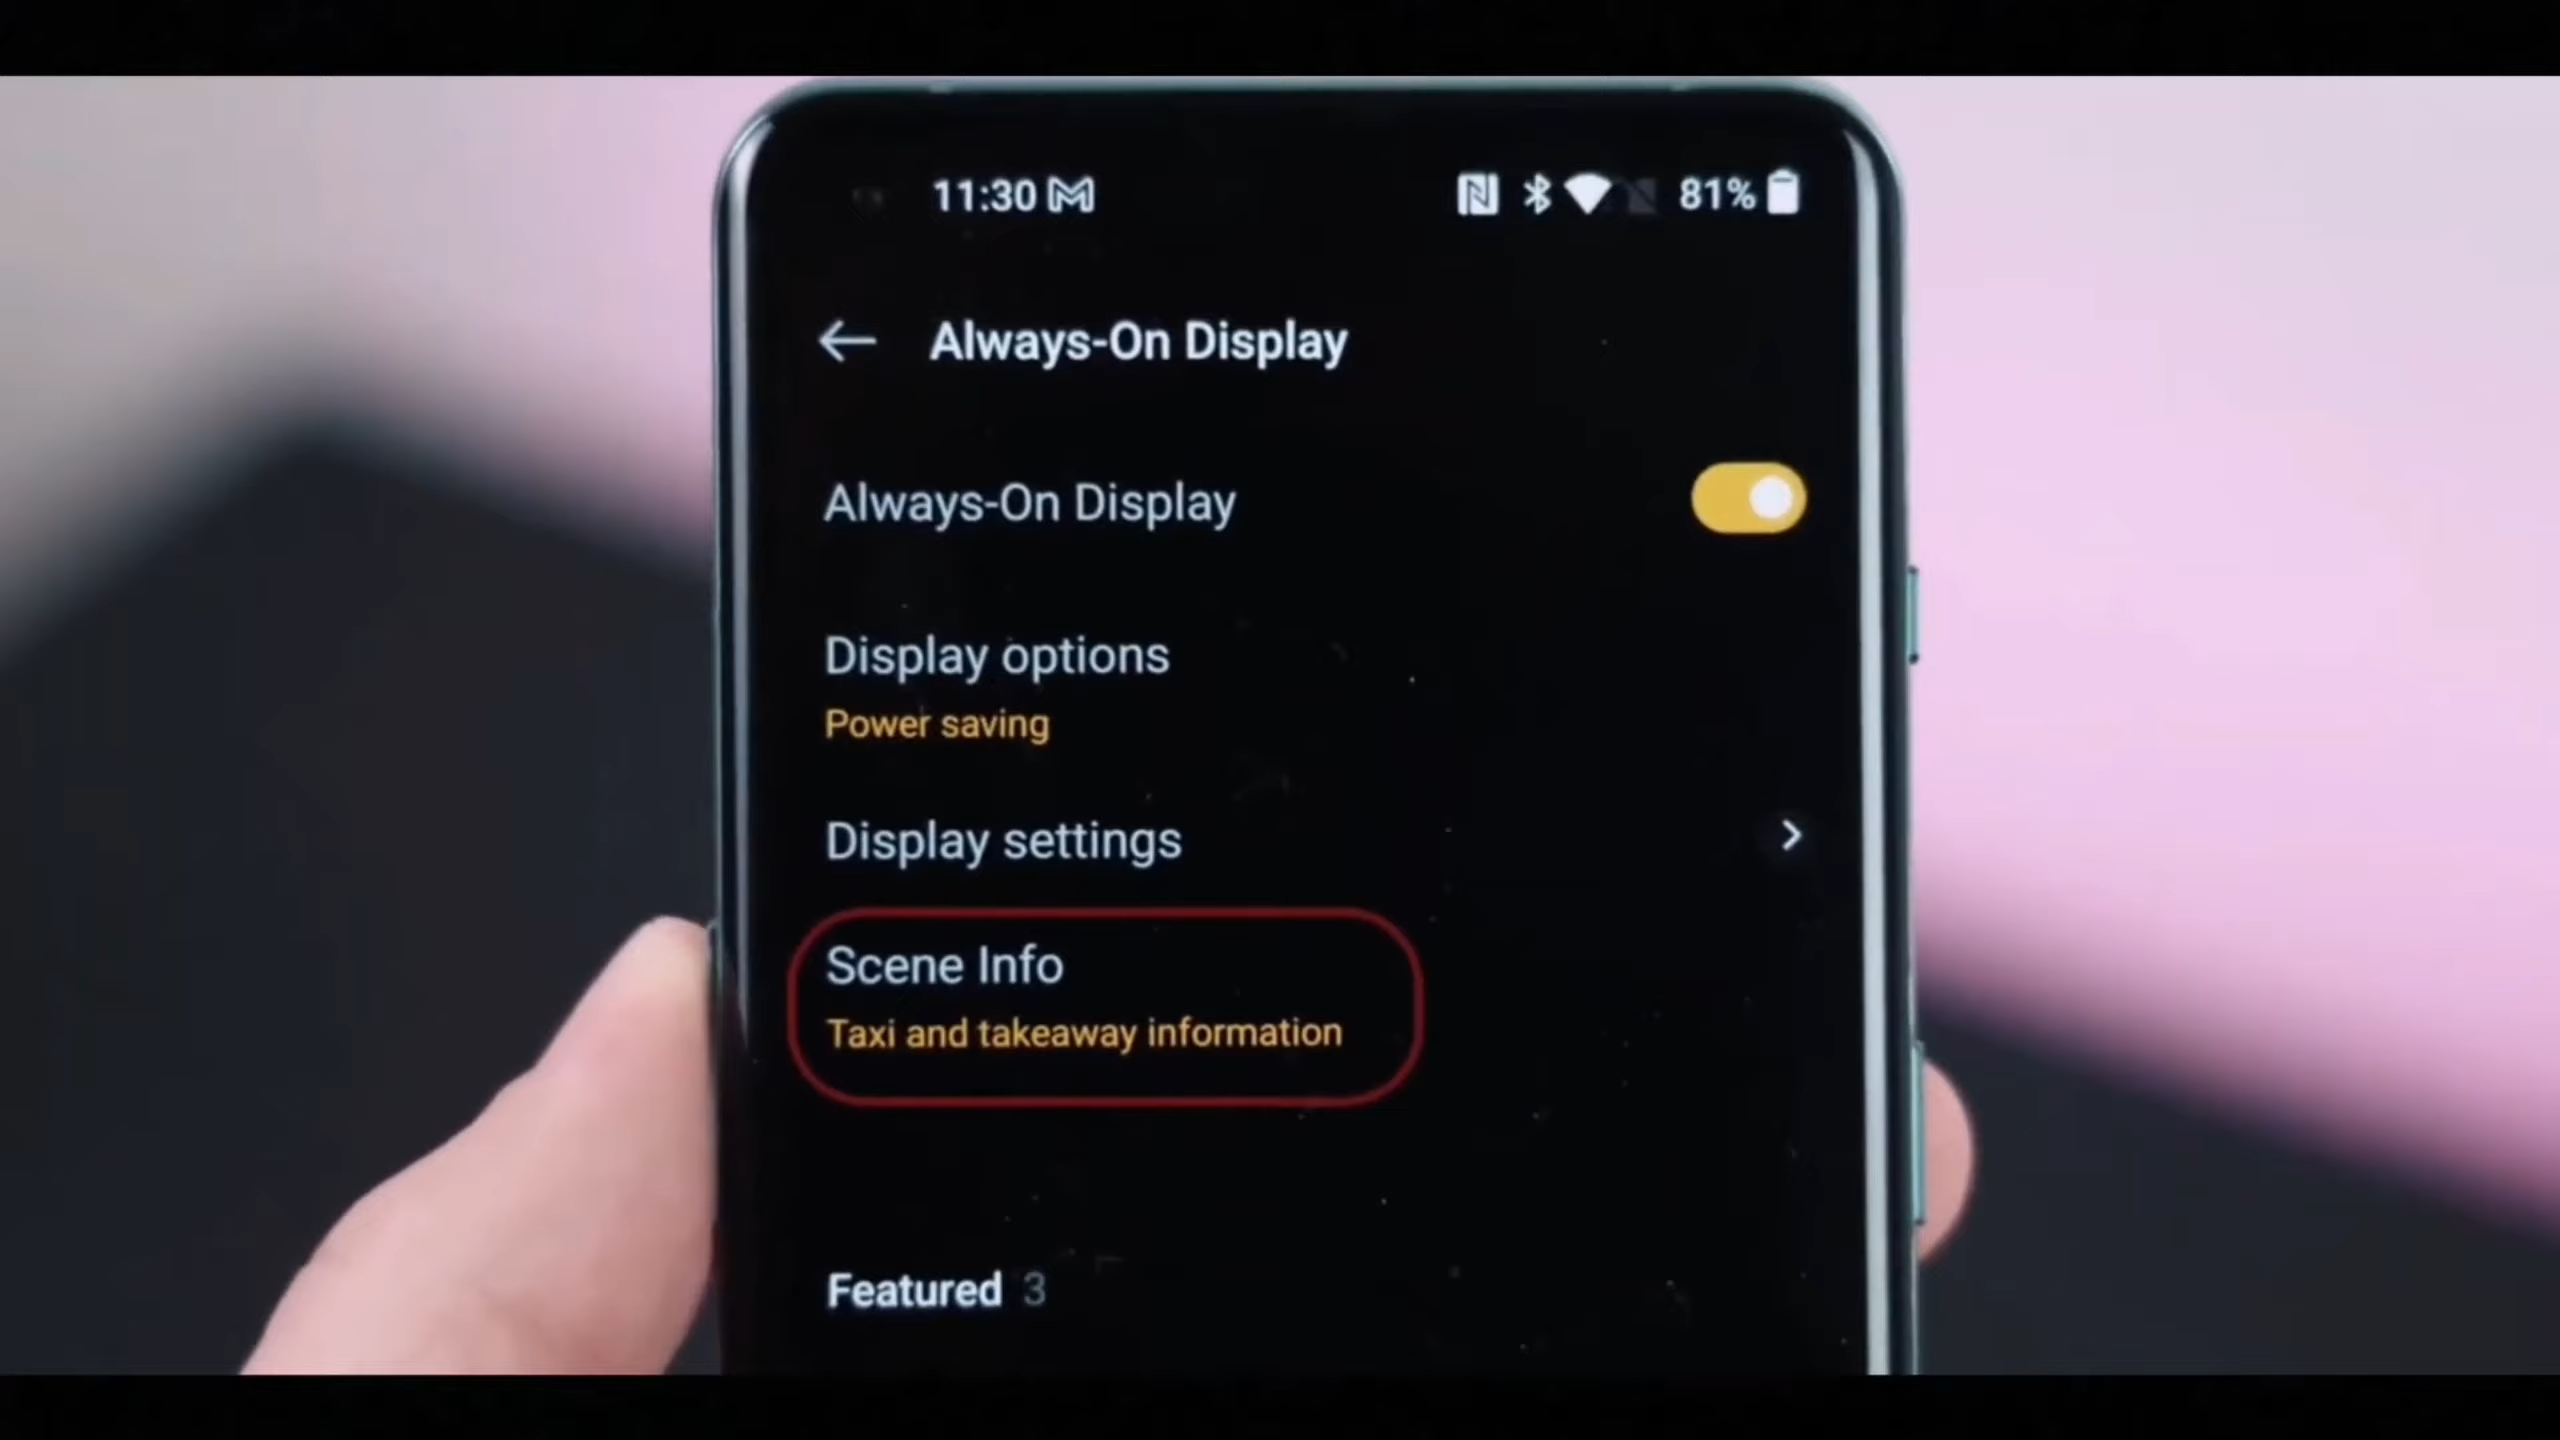 11:30 81%
Always-On Display
Always-On Display
Display options
Power saving
Display settings
Scene Info
Taxi and takeaway information
Featured 3